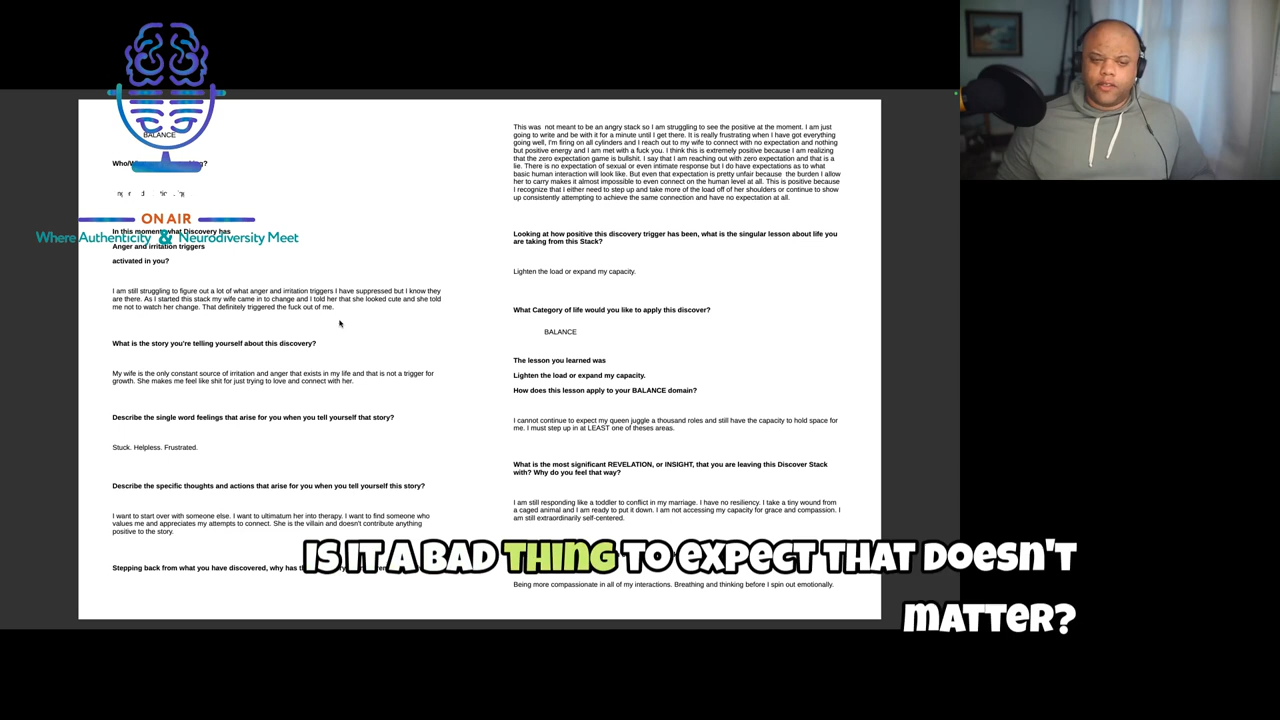 BALANCE
ON AIR
Where Authenticity & Neurodiversity Meet
In this moment what Discovery has
Anger and irritation triggers
activated in you?
I am still struggling to figure out a lot of what anger and irritation triggers I have suppressed but I know they
are there. As I started this stack my wife came in to change and I told her that she looked cute and she told
me not to watch her change. That definitely triggered the fuck out of me.
What is the story you're telling yourself about this discovery?
My wife is the only constant source of irritation and anger that exists in my life and that is not a trigger for
growth. She makes me feel like shit for just trying to love and connect with her.
Describe the single word feelings that arise for you when you tell yourself that story?
Stuck. Helpless. Frustrated.
Describe the specific thoughts and actions that arise for you when you tell yourself this story?
I want to start over with someone else. I want to ultimatum her into therapy. I want to find someone who
values me and appreciates my attempts to connect. She is the villain and doesn't contribute anything
positive to the story.
Stepping back from what you have discovered, why has
This was not meant to be an angry stack so I am struggling to see the positive at the moment. I am just
going to write and be with it for a minute until I get there. It is really frustrating when I have got everything
going well, I'm firing on all cylinders and I reach out to my wife to connect with no expectation and nothing
but positive energy and I am met with a fuck you. I think this is extremely positive because I am realizing
that the zero expectation game is bullshit. I say that I am reaching out with zero expectation and that is a
lie. There is no expectation of sexual or even intimate response but I do have expectations as to what
basic human interaction will look like. But even that expectation is pretty unfair because the burden I allow
her to carry makes it almost impossible to even connect on the human level at all. This is positive because
I recognize that I either need to step up and take more of the load off of her shoulders or continue to show
up consistently attempting to achieve the same connection and have no expectation at all.
Looking at how positive this discovery trigger has been, what is the singular lesson about life you
are taking from this Stack?
Lighten the load or expand my capacity.
What Category of life would you like to apply this discover?
BALANCE
The lesson you learned was
Lighten the load or expand my capacity.
How does this lesson apply to your BALANCE domain?
I cannot continue to expect my queen juggle a thousand roles and still have the capacity to hold space for
me. I must step up in at LEAST one of theses areas.
What is the most significant REVELATION, or INSIGHT, that you are leaving this Discover Stack
with? Why do you feel that way?
I am still responding like a toddler to conflict in my marriage. I have no resiliency. I take a tiny wound from
a caged animal and I am ready to put it down. I am not accessing my capacity for grace and compassion. I
am still extraordinarily self-centered.
Being more compassionate in all of my interactions. Breathing and thinking before I spin out emotionally.
IS IT A BAD THING TO EXPECT THAT DOESN'T
MATTER?